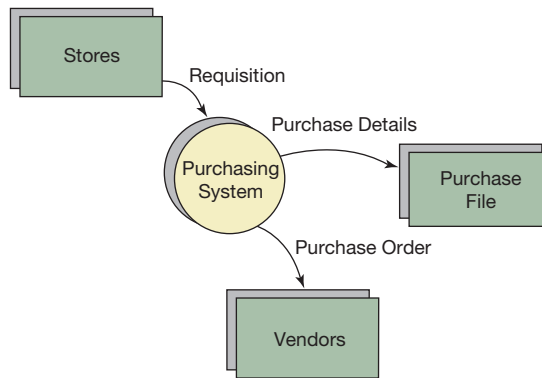 Stores
Requisition
Purchase Details
Purchasing
System
Purchase
File
Purchase Order
Vendors